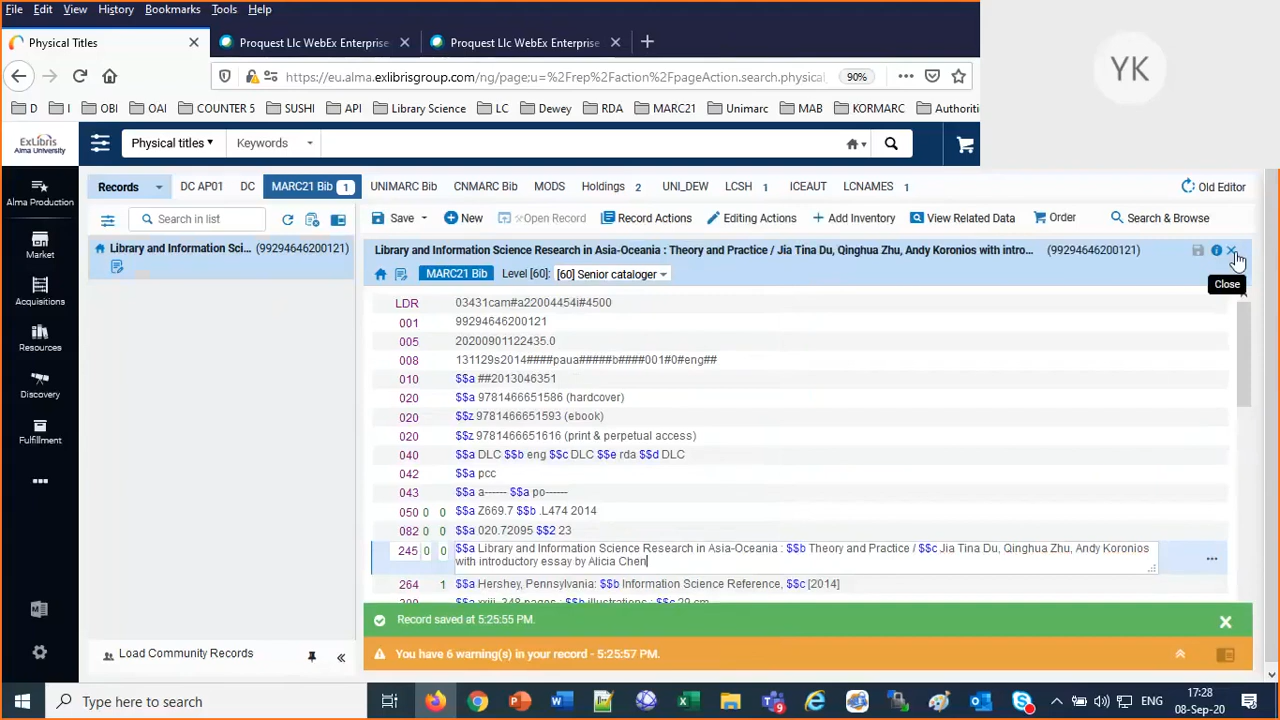 File Edit View History Bookmarks Tools Help
Physical Titles
Proquest Llc WebEx Enterprise
Proquest Llc WebEx Enterprise
https://eu.alma.exlibrisgroup.com/ng/page;u=%2Frep%2Faction%2FpageAction.search.physical_
90%
D I OBI OAI COUNTER 5 SUSHI API Library Science LC Dewey RDA MARC21 Unimarc MAB KORMARC Authoriti
YK
ExLibris
Alma University
Physical titles
Keywords
Alma Production
Market
Acquisitions
Resources
Discovery
Fulfillment
Records DC AP01 DC MARC21 Bib 1 UNIMARC Bib CNMARC Bib MODS Holdings 2 UNI_DEW LCSH 1 ICEAUT LCNAMES 1 Old Editor
Search in list
Save New Open Record Record Actions Editing Actions Add Inventory View Related Data Order Search & Browse
Library and Information Sci... (99294646200121)
Library and Information Science Research in Asia-Oceania : Theory and Practice / Jia Tina Du, Qinghua Zhu, Andy Koronios with intro... (99294646200121)
MARC21 Bib Level [60]: [60] Senior cataloger
Close
LDR 03431cam#a22004454i#4500
001 99294646200121
005 20200901122435.0
008 131129s2014####paua#####b####001#0#eng##
010 $$a ##2013046351
020 $$a 9781466651586 (hardcover)
020 $$z 9781466651593 (ebook)
020 $$z 9781466651616 (print & perpetual access)
040 $$a DLC $$b eng $$c DLC $$e rda $$d DLC
042 $$a pcc
043 $$a a------ $$a po------
050 0 0 $$a Z669.7 $$b .L474 2014
082 0 0 $$a 020.72095 $$2 23
245 0 0 $$a Library and Information Science Research in Asia-Oceania : $$b Theory and Practice / $$c Jia Tina Du, Qinghua Zhu, Andy Koronios
with introductory essay by Alicia Chen
264 1 $$a Hershey, Pennsylvania: $$b Information Science Reference, $$c [2014]
Record saved at 5:25:55 PM.
You have 6 warning(s) in your record - 5:25:57 PM.
Load Community Records
Type here to search
ENG
17:28
08-Sep-20